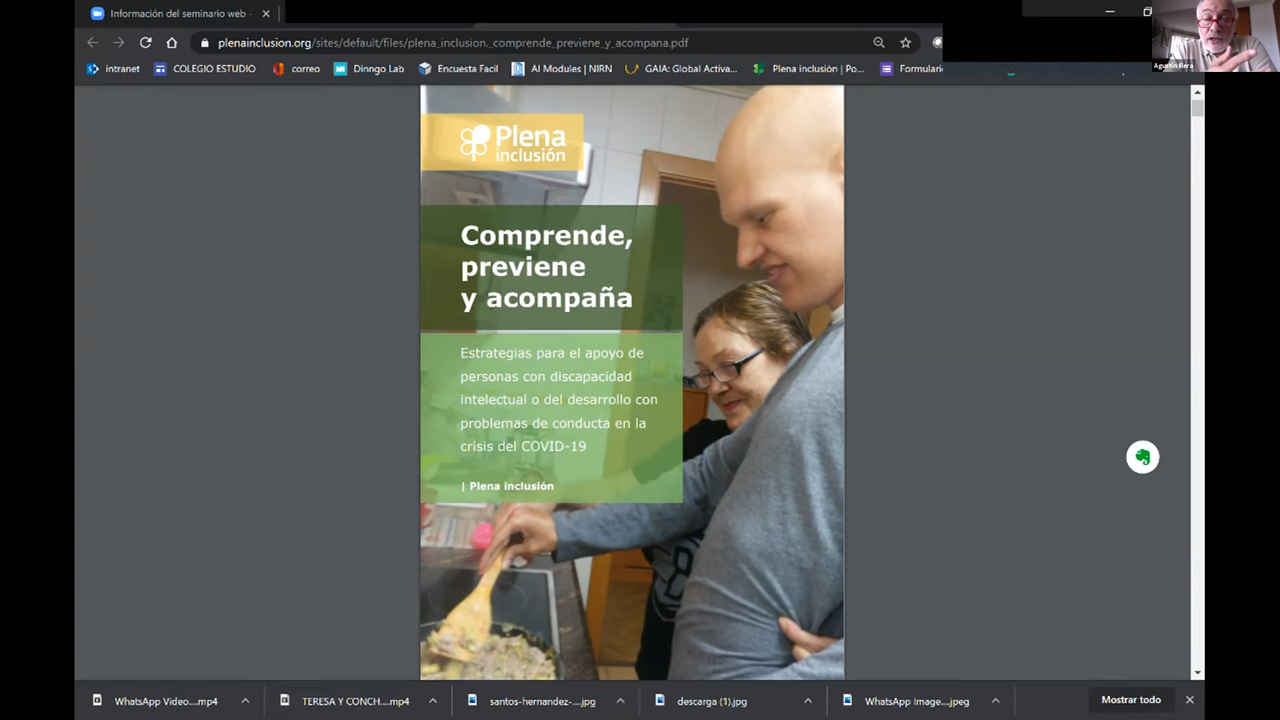 Información del seminario web -
plenainclusion.org/sites/default/files/plena_inclusion._comprende_previene_y_acompana.pdf
intranet
COLEGIO ESTUDIO
correo
Dinngo Lab
Endnote facil
AI Modules | NIRN
GAIA: Global Activa...
Plena inclusión | Po...
Formulari
Plena
inclusión
Comprende,
previene
y acompaña
Estrategias para el apoyo de
personas con discapacidad
intelectual o del desarrollo con
problemas de conducta en la
crisis del COVID-19
| Plena inclusión
WhatsApp Video....mp4
TERESA Y CONCH....mp4
santos-hernandez-....jpg
descarga (1).jpg
WhatsApp Image....jpeg
Mostrar todo